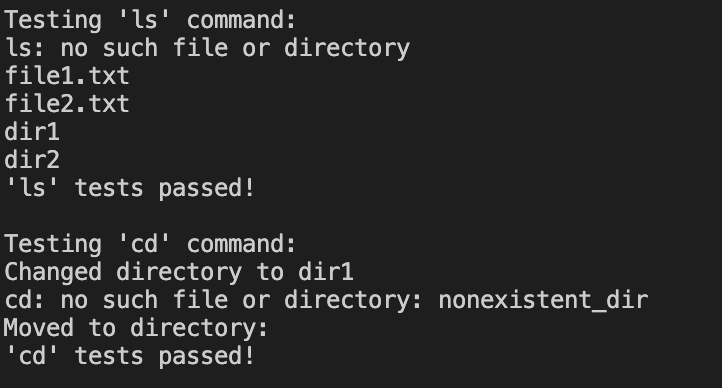 Testing 'ls' command:
ls: no such file or directory
file1.txt
file2.txt
dir1
dir2
'ls' tests passed!

Testing 'cd' command:
Changed directory to dir1
cd: no such file or directory: nonexistent_dir
Moved to directory:
'cd' tests passed!